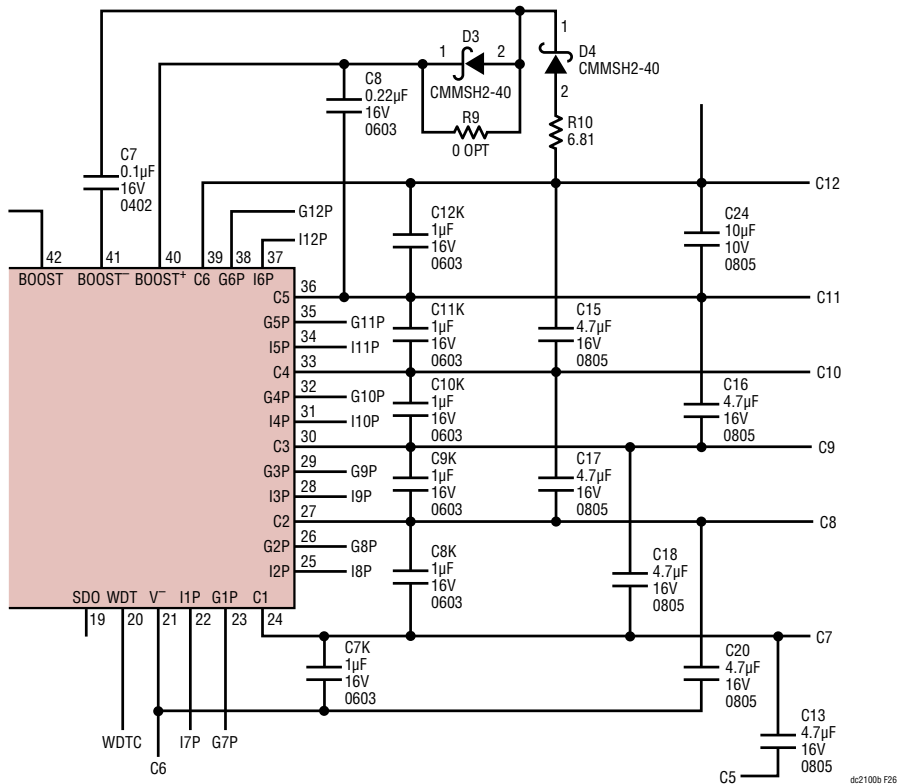 1
D3
D4
CMMSH2-40
1
2
CMMSH2-40
2
C8
0.22µF
16V
0603
R9
0 OPT
R10
6.81
C7
0.1µF
16V
0402
C12
G12P
C12K
1µF
16V
0603
C24
10µF
10V
0805
I12P
42
41
40
39
38
37
BOOST
BOOST–
BOOST+
C6
G6P
I6P
C5
36
C11
G5P
35
G11P
C11K
1µF
16V
0603
C15
4.7µF
16V
0805
I5P
34
I11P
C4
33
C10
G4P
32
G10P
C10K
1µF
16V
0603
C16
4.7µF
16V
0805
I4P
31
I10P
C3
30
C9
G3P
29
G9P
C9K
1µF
16V
0603
C17
4.7µF
16V
0805
I3P
28
I9P
C2
27
C8
G2P
26
G8P
C8K
1µF
16V
0603
C18
4.7µF
16V
0805
I2P
25
I8P
SDO
WDT
V–
I1P
G1P
C1
19
20
21
22
23
24
C7
C7K
1µF
16V
0603
C20
4.7µF
16V
0805
C13
4.7µF
16V
0805
WDTC
I7P
G7P
C6
C5
dc2100b F26